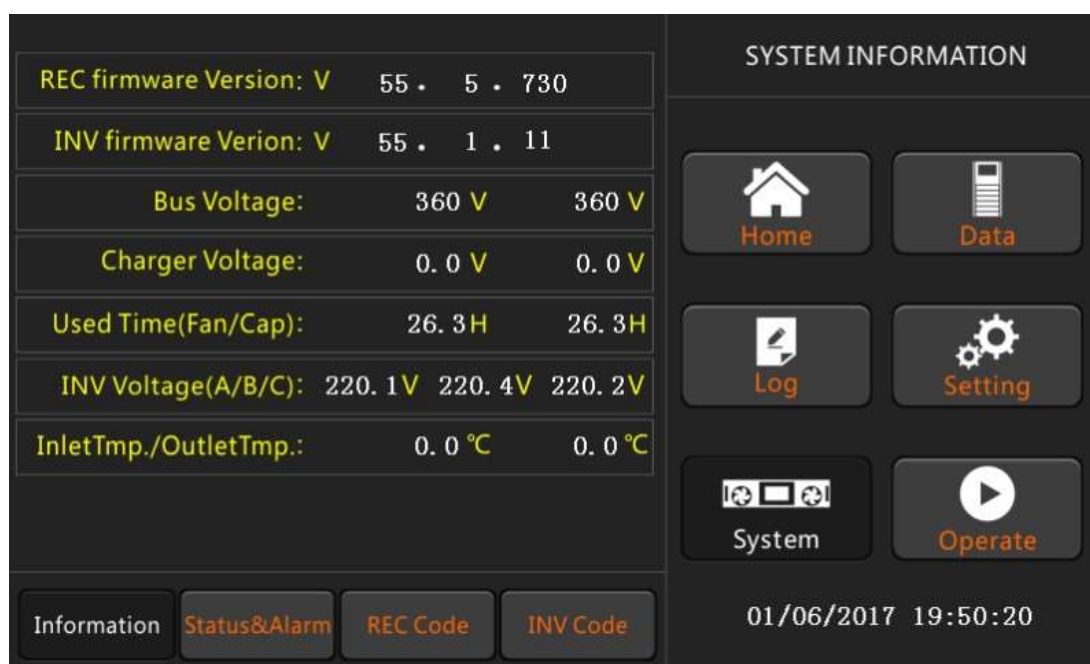 SYSTEM INFORMATION
REC firmware Version: V 55. 5. 730
INV firmware Verion: V 55. 1. 11
Bus Voltage: 360 V 360 V
Charger Voltage: 0.0 V 0.0 V
Used Time(Fan/Cap): 26.3H 26.3H
INV Voltage(A/B/C): 220.1V 220.4V 220.2V
InletTmp./OutletTmp.: 0.0 ℃ 0.0 ℃
Home Data
Log Setting
System Operate
Information Status&Alarm REC Code INV Code
01/06/2017 19:50:20